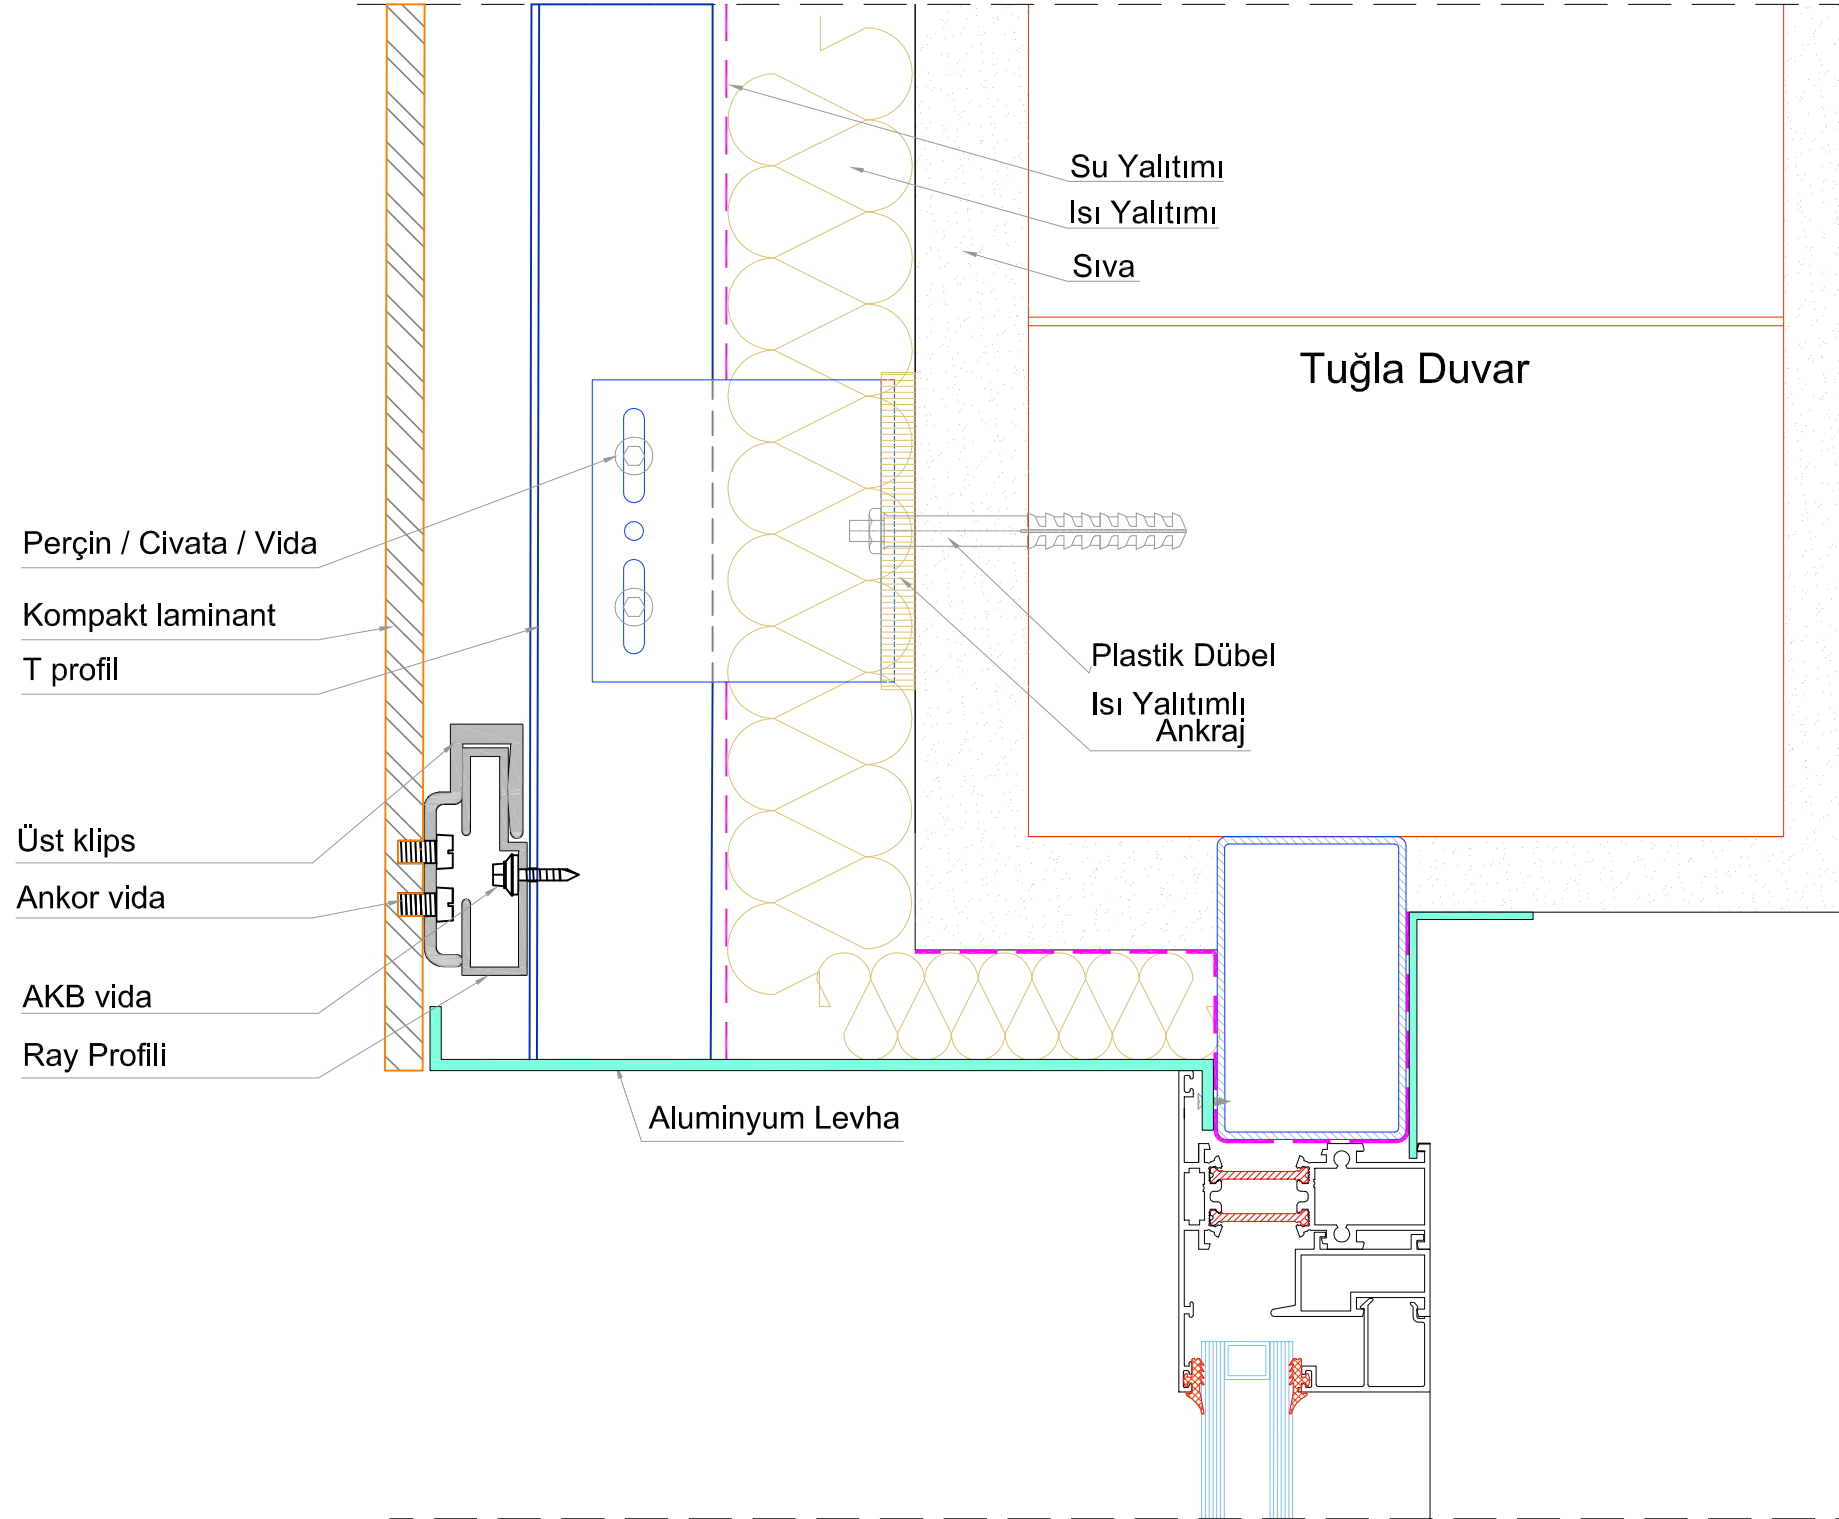 Su Yalıtımı
Isı Yalıtımı
Sıva
Tuğla Duvar
Perçin / Civata / Vida
Kompakt laminant
T profil
Plastik Dübel
Isı Yalıtımlı
Ankraj
Üst klips
Ankor vida
AKB vida
Ray Profili
Aluminyum Levha